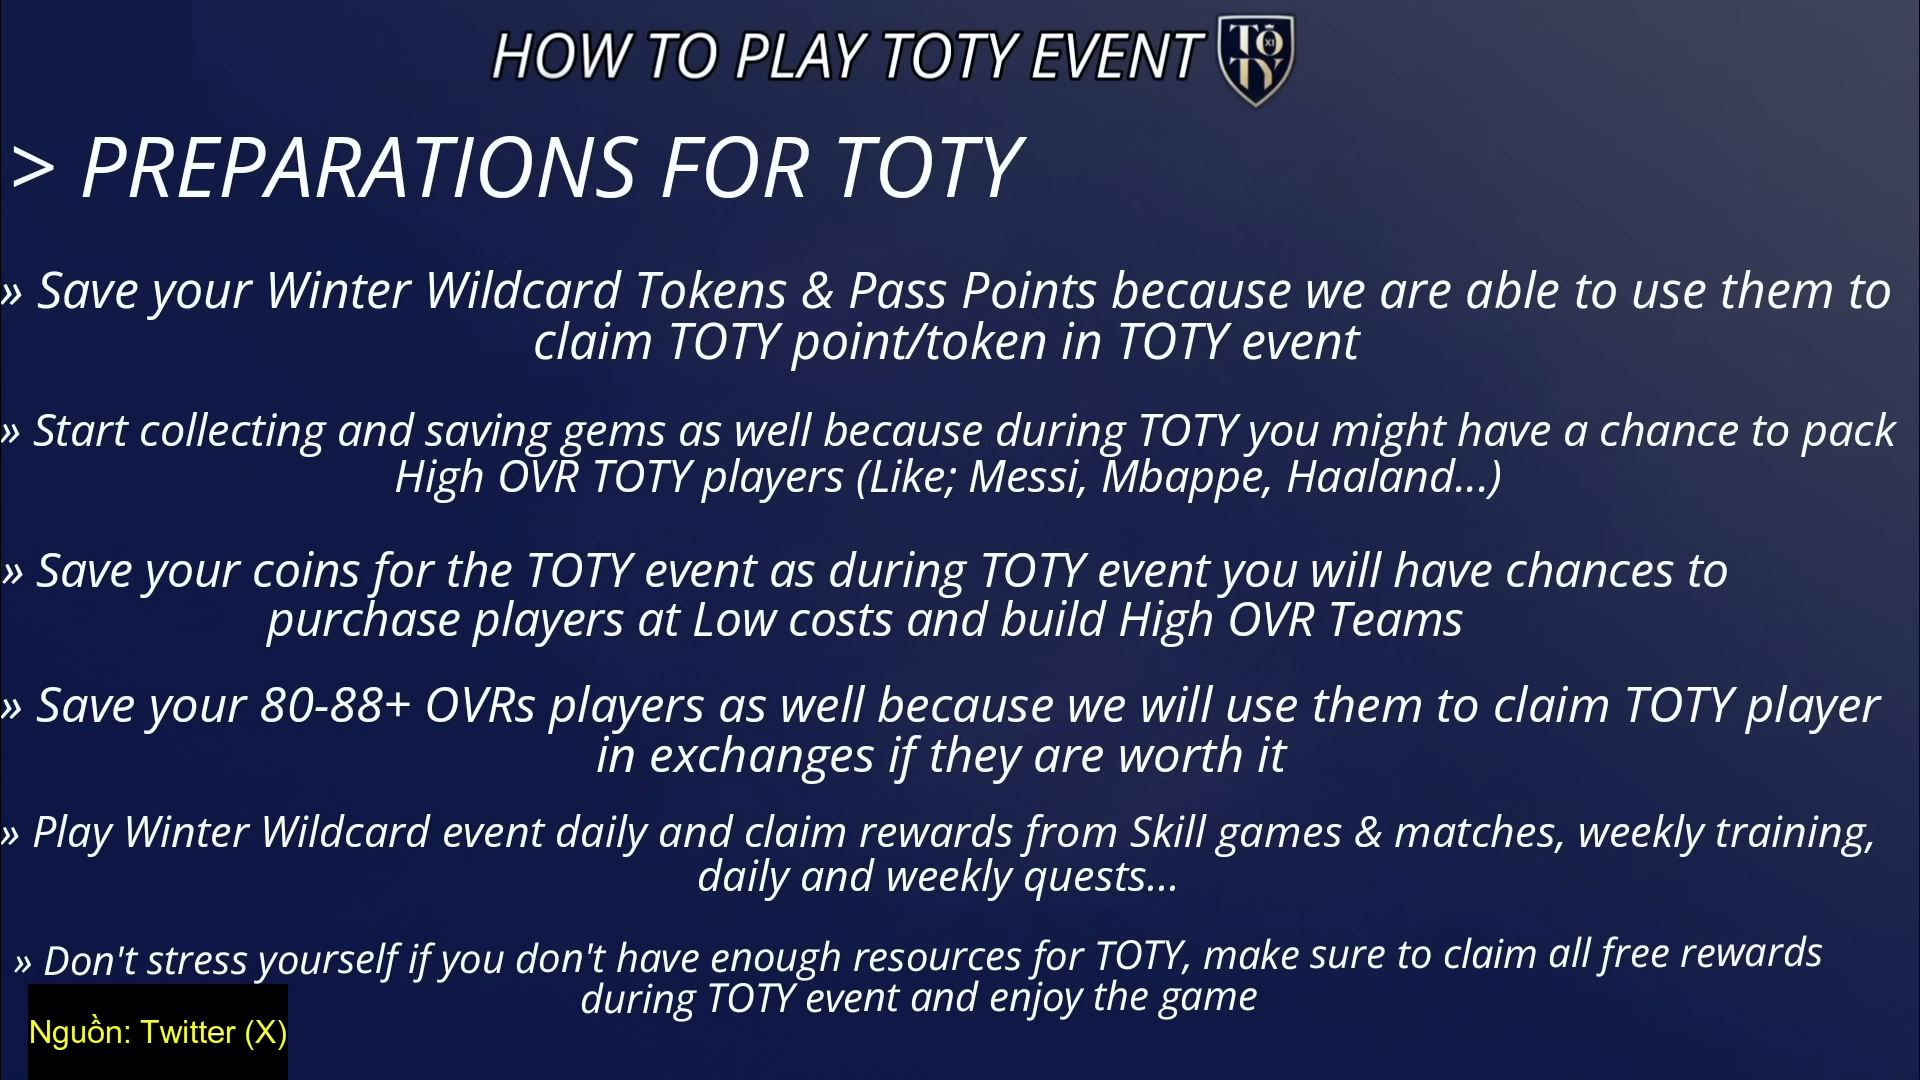 HOW TO PLAY TOTY EVENT TO XI TY
> PREPARATIONS FOR TOTY
» Save your Winter Wildcard Tokens & Pass Points because we are able to use them to
claim TOTY point/token in TOTY event
» Start collecting and saving gems as well because during TOTY you might have a chance to pack
High OVR TOTY players (Like; Messi, Mbappe, Haaland...)
» Save your coins for the TOTY event as during TOTY event you will have chances to
purchase players at Low costs and build High OVR Teams
» Save your 80-88+ OVRs players as well because we will use them to claim TOTY player
in exchanges if they are worth it
» Play Winter Wildcard event daily and claim rewards from Skill games & matches, weekly training,
daily and weekly quests...
» Don't stress yourself if you don't have enough resources for TOTY, make sure to claim all free rewards
during TOTY event and enjoy the game
Nguồn: Twitter (X)